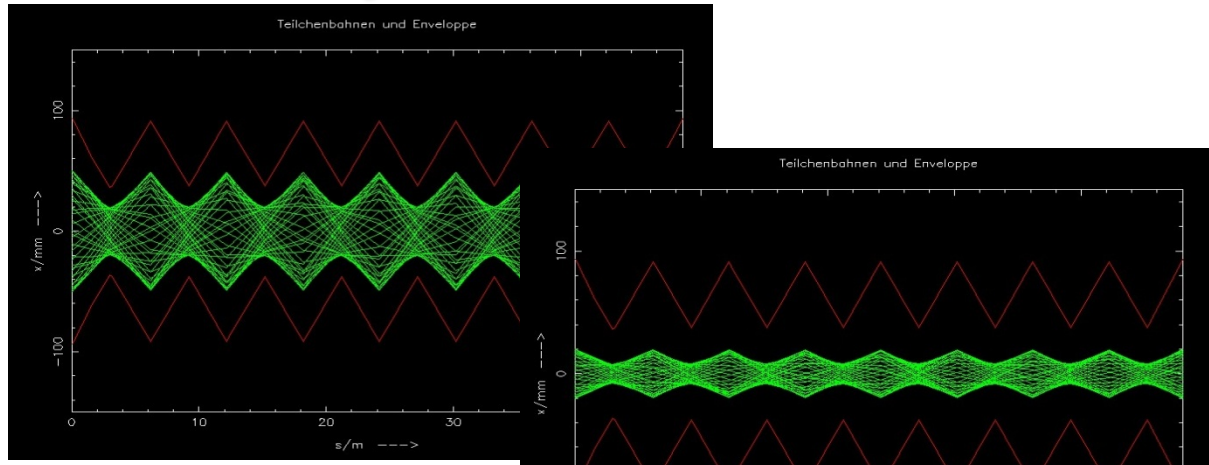 Teilchenbahnen und Enveloppe
100
0
-100
x/mm --->
0 10 20 30
s/m --->
Teilchenbahnen und Enveloppe
100
0
x/mm --->